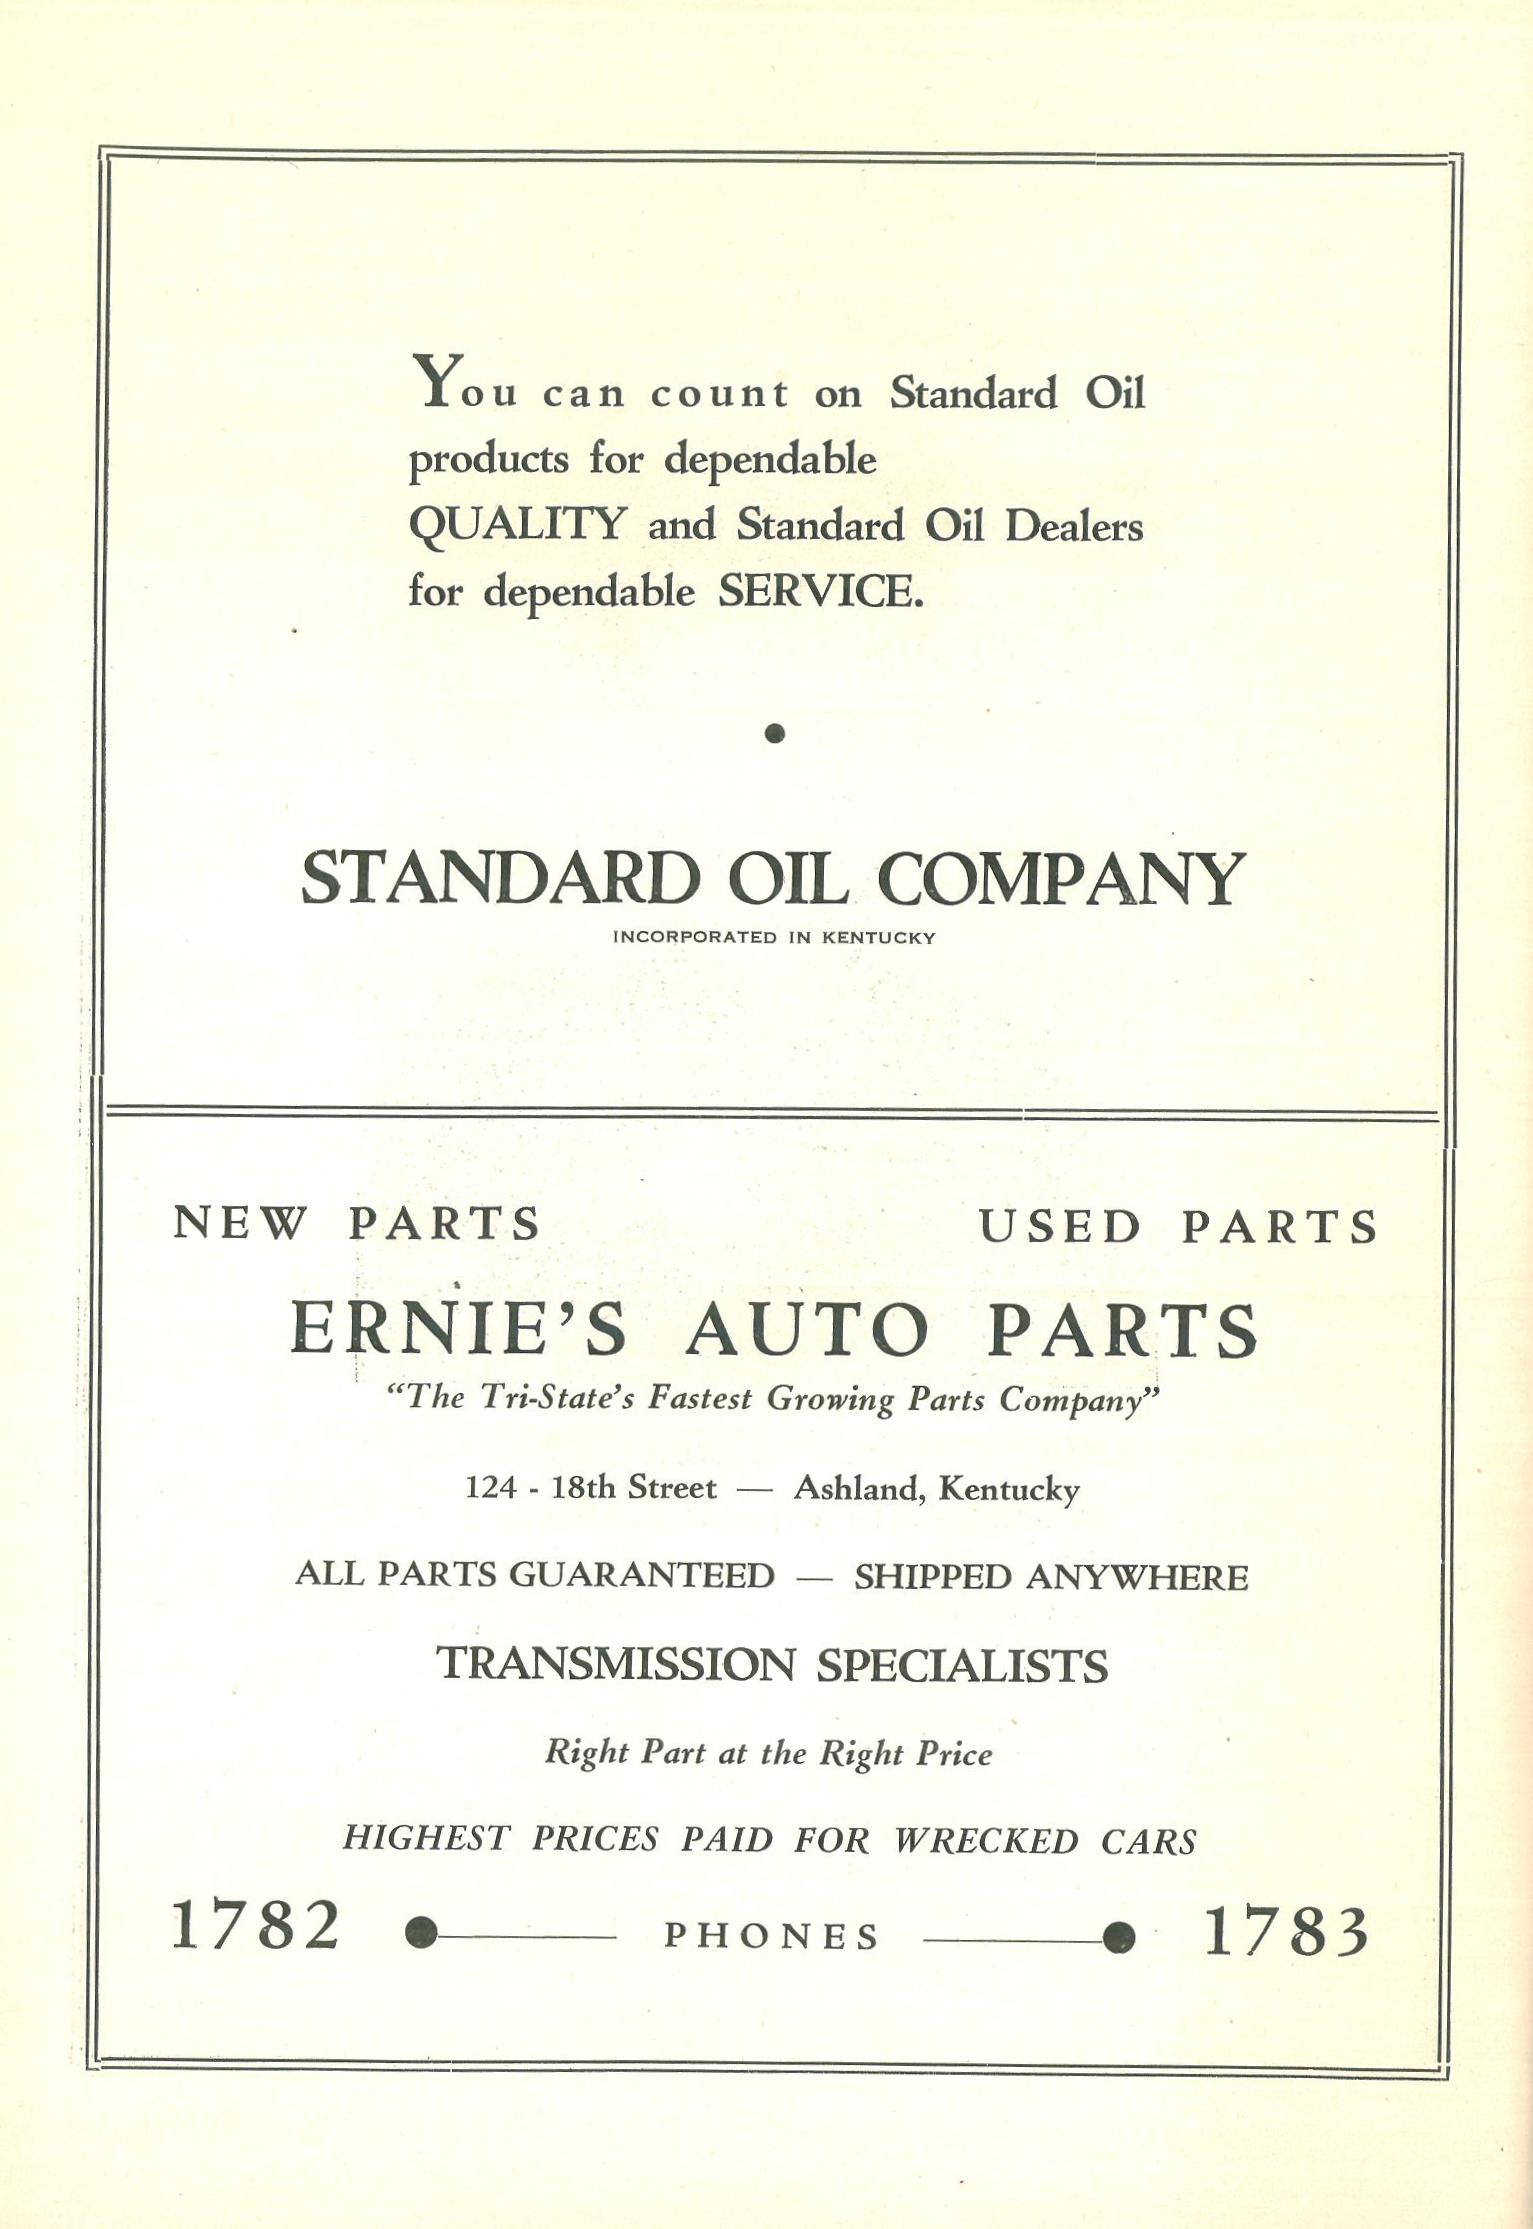 You can count on Standard Oil
products for dependable
QUALITY and Standard Oil Dealers
for dependable SERVICE.
STANDARD OIL COMPANY
INCORPORATED IN KENTUCKY
NEW PARTS USED PARTS
ERNIE'S AUTO PARTS
"The Tri-State's Fastest Growing Parts Company"
124 - 18th Street — Ashland, Kentucky
ALL PARTS GUARANTEED — SHIPPED ANYWHERE
TRANSMISSION SPECIALISTS
Right Part at the Right Price
HIGHEST PRICES PAID FOR WRECKED CARS
1782 PHONES 1783